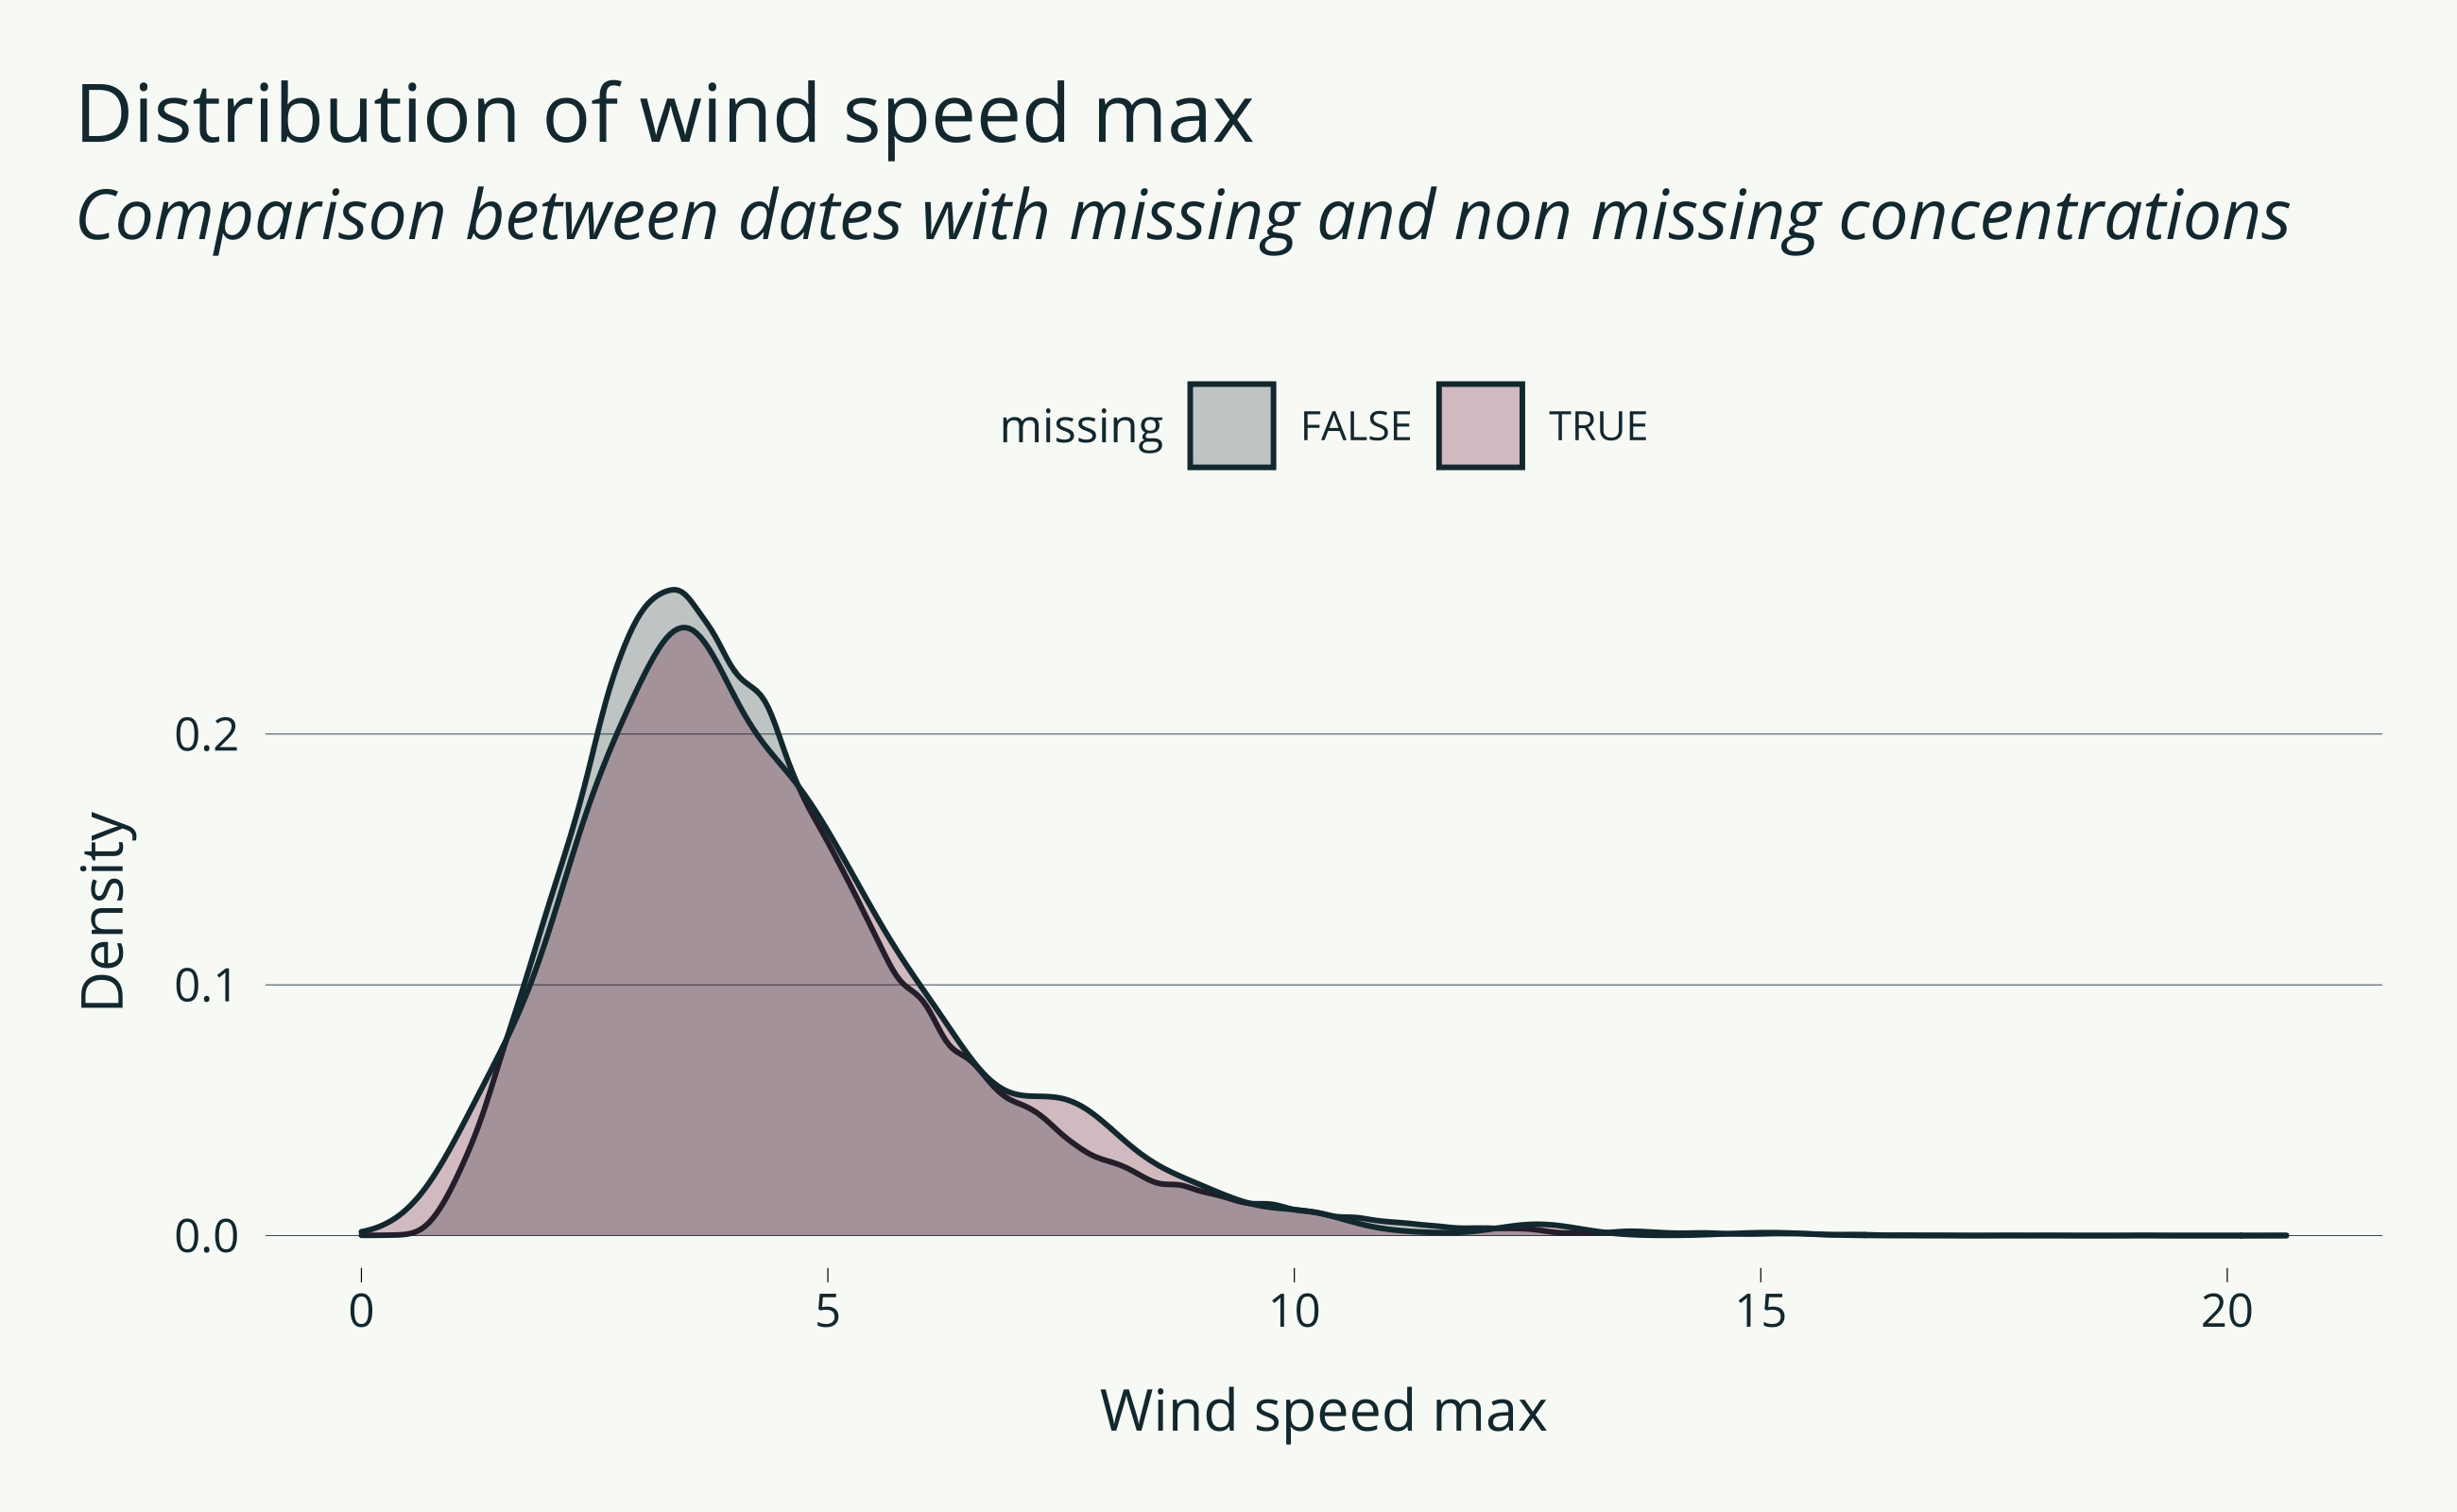 Distribution of wind speed max
Comparison between dates with missing and non missing concentrations
missing FALSE TRUE
Density
0.2
0.1
0.0
0 5 10 15 20
Wind speed max